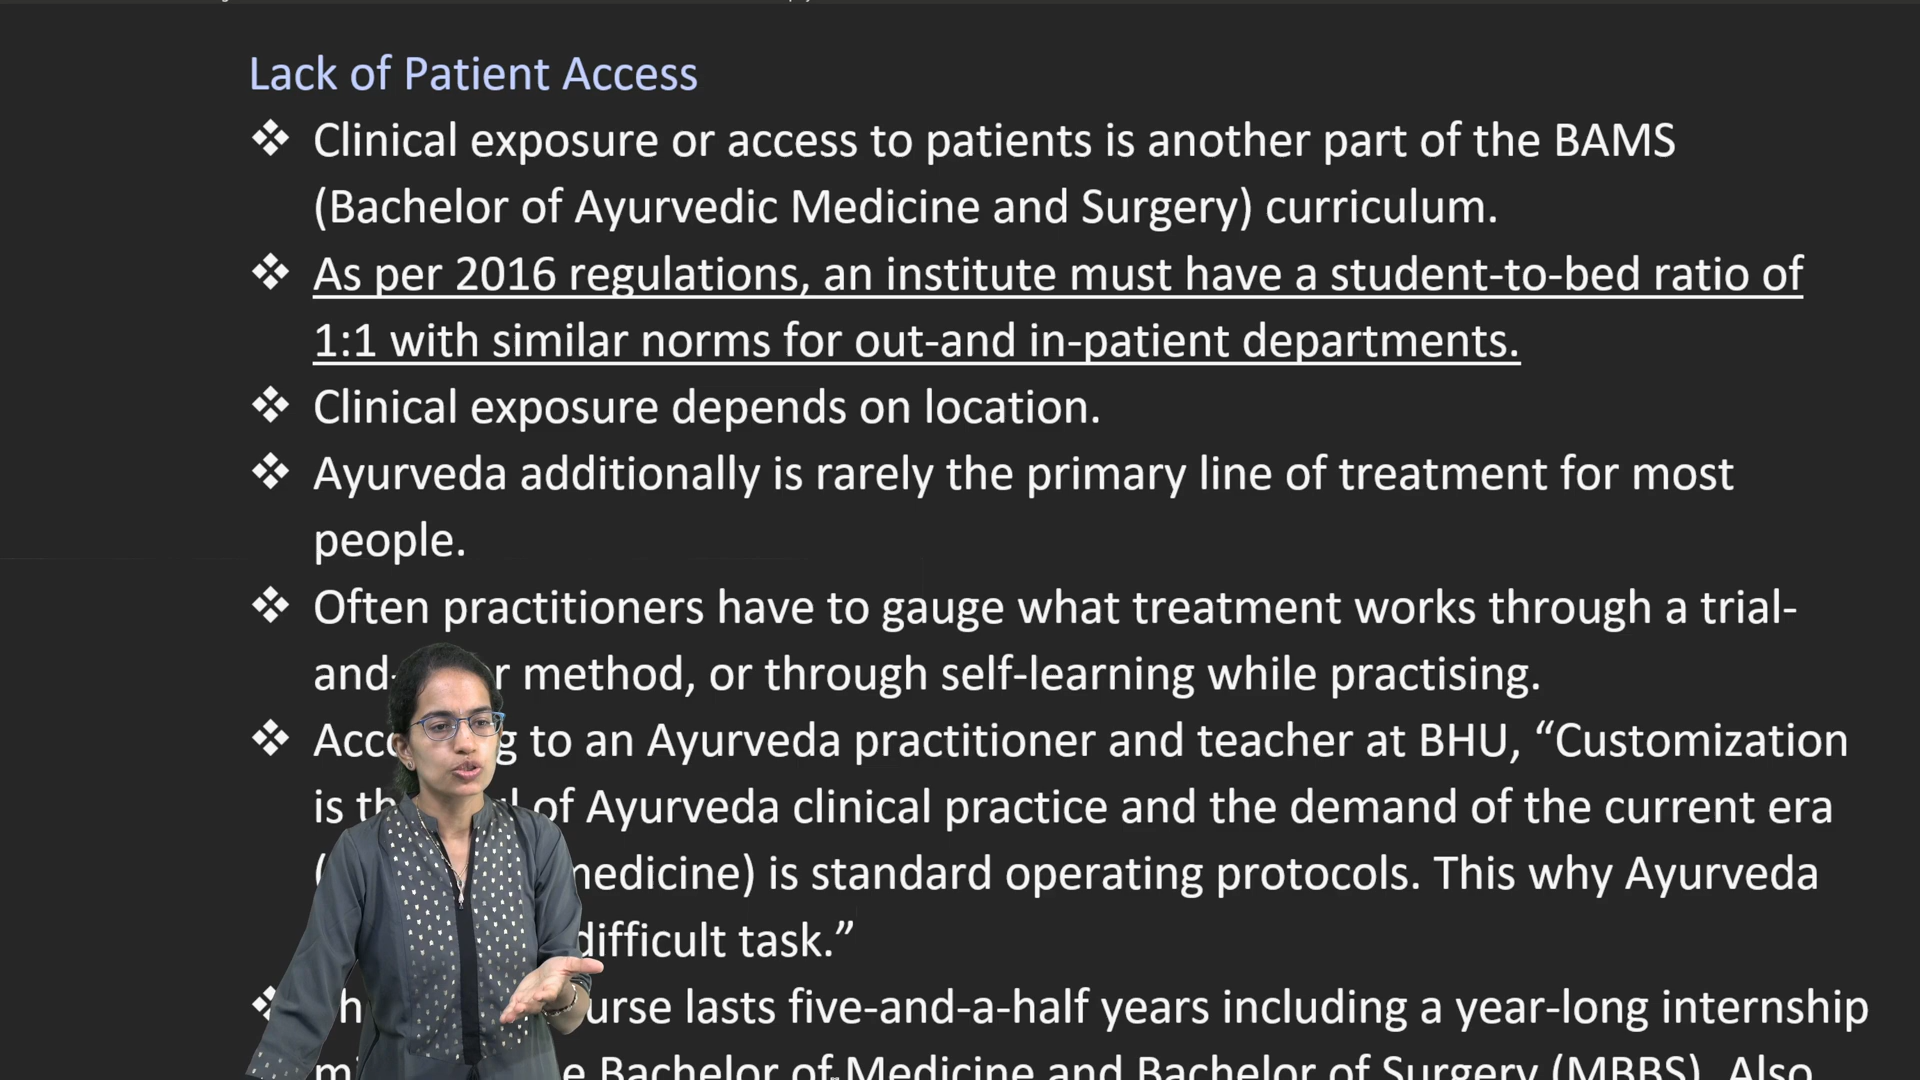 Lack of Patient Access
❖ Clinical exposure or access to patients is another part of the BAMS
(Bachelor of Ayurvedic Medicine and Surgery) curriculum.
❖ As per 2016 regulations, an institute must have a student-to-bed ratio of
1:1 with similar norms for out-and in-patient departments.
❖ Clinical exposure depends on location.
❖ Ayurveda additionally is rarely the primary line of treatment for most
people.
❖ Often practitioners have to gauge what treatment works through a trial-
and- method, or through self-learning while practising.
❖ to an Ayurveda practitioner and teacher at BHU, “Customization
is of Ayurveda clinical practice and the demand of the current era
medicine) is standard operating protocols. This why Ayurveda
difficult task.”
❖ lasts five-and-a-half years including a year-long internship
Bachelor of Medicine and Bachelor of Surgery (MBBS). Also